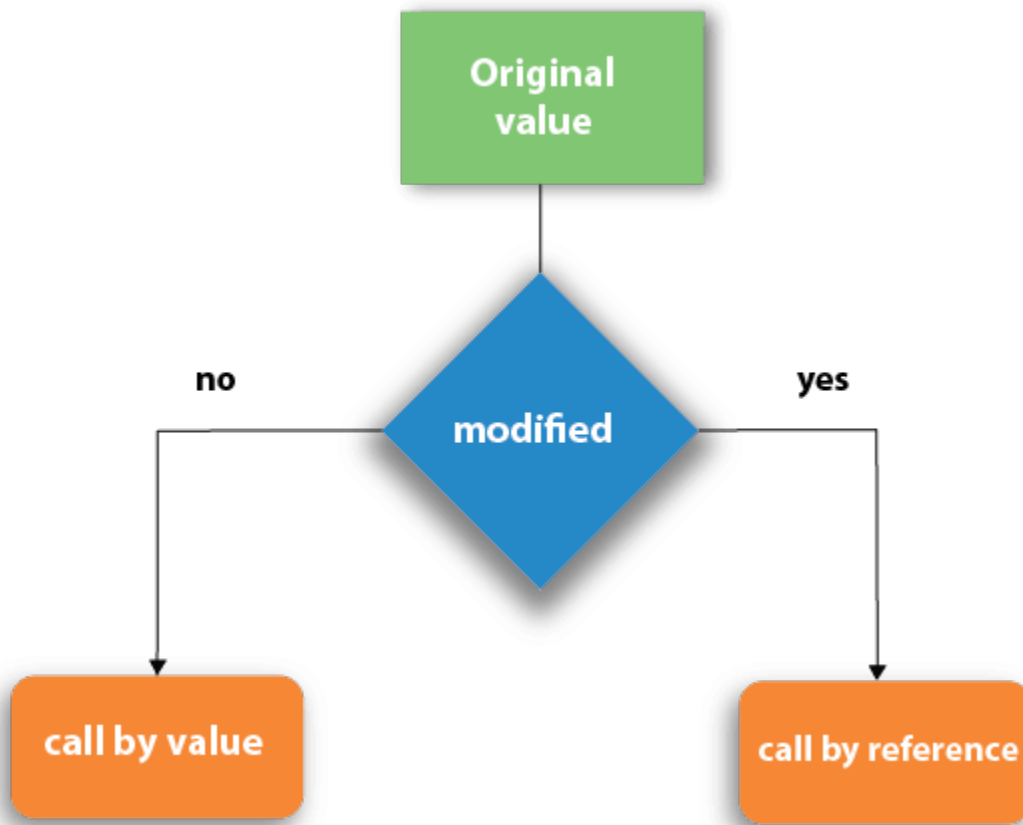 Original
value
no
yes
modified
call by value
call by reference